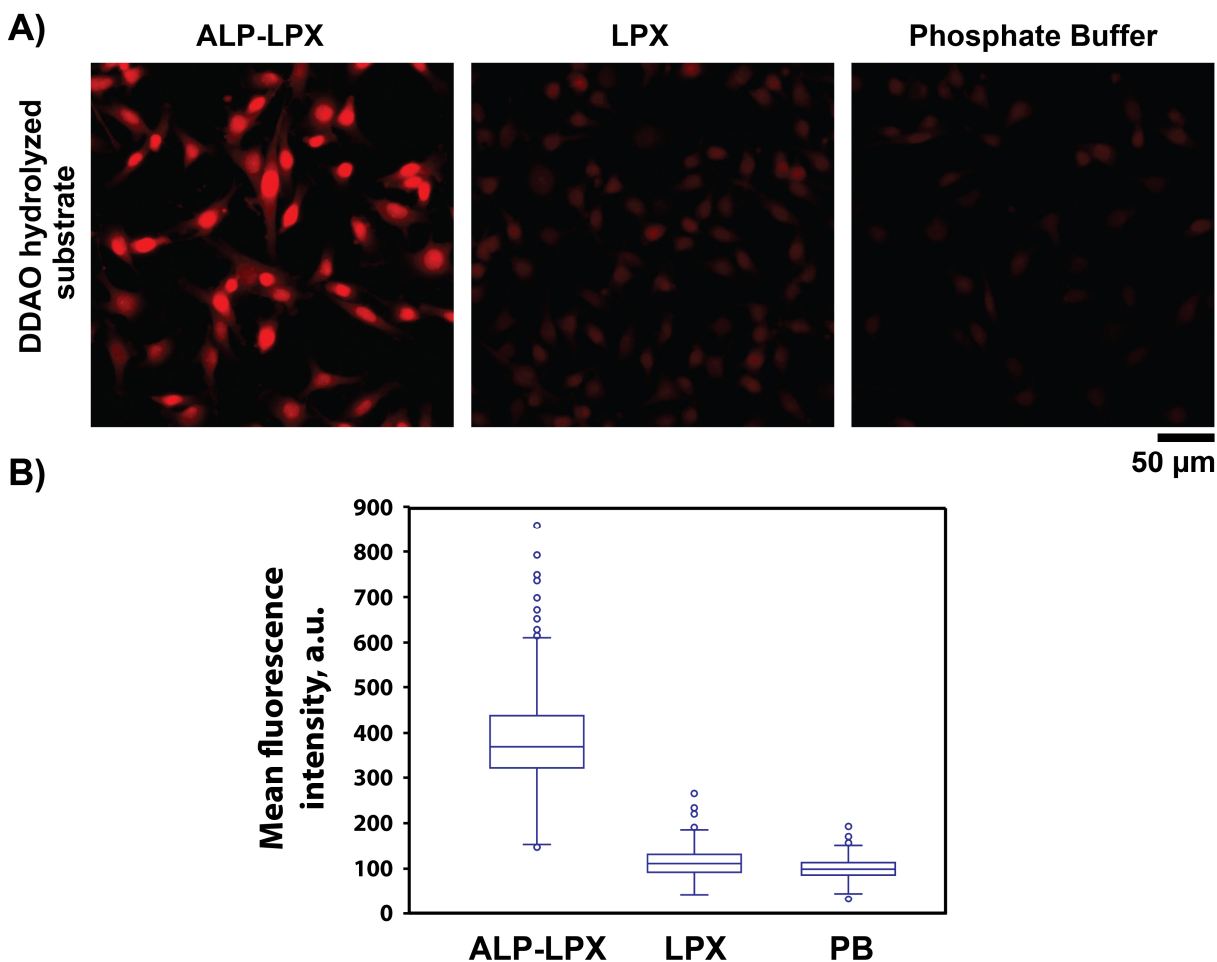 A)
ALP-LPX
LPX
Phosphate Buffer
DDAO hydrolyzed
substrate
50 µm
B)
Mean fluorescence
intensity, a.u.
900
800
700
600
500
400
300
200
100
0
ALP-LPX
LPX
PB